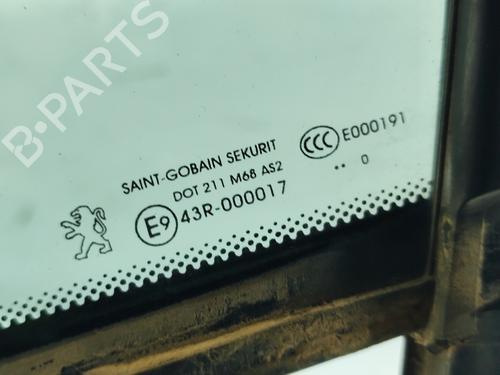 B-PARTS
SAINT-GOBAIN SEKURIT
DOT 211 M68 AS2
E9 43R-000017
CCC E000191
·· 0